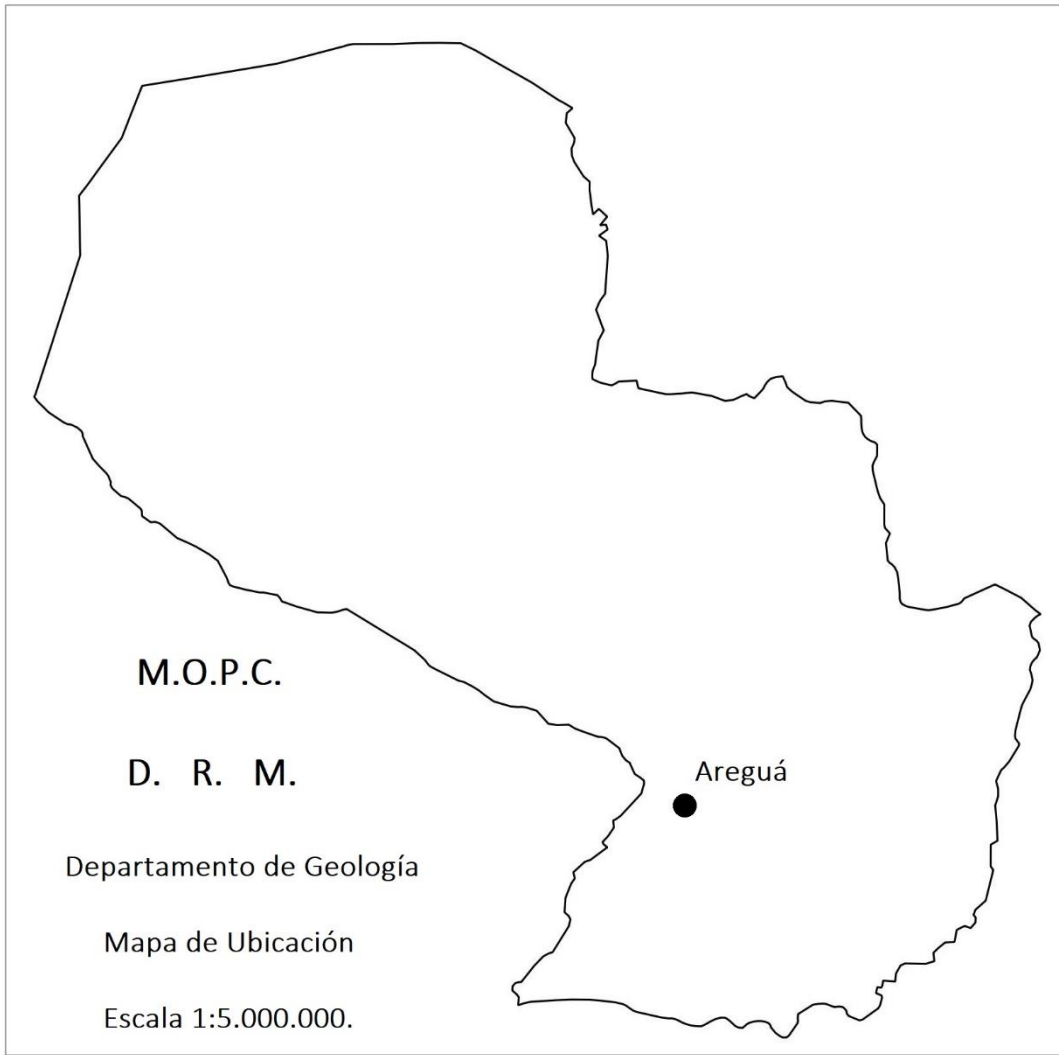 M.O.P.C.
Areguá
D. R. M.
Departamento de Geología
Mapa de Ubicación
Escala 1:5.000.000.